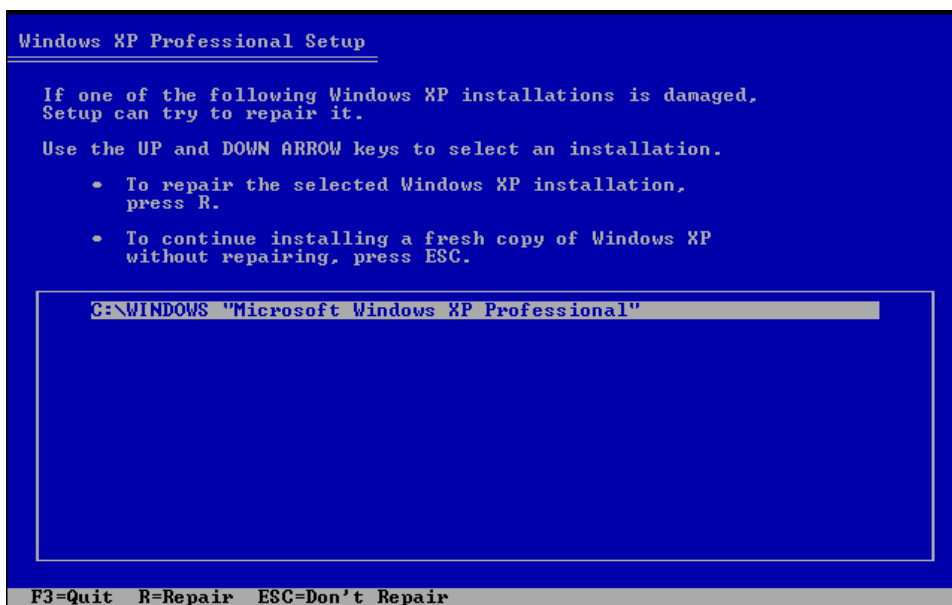 Windows XP Professional Setup
If one of the following Windows XP installations is damaged,
Setup can try to repair it.
Use the UP and DOWN ARROW keys to select an installation.
• To repair the selected Windows XP installation,
press R.
• To continue installing a fresh copy of Windows XP
without repairing, press ESC.
C:\WINDOWS "Microsoft Windows XP Professional"
F3=Quit R=Repair ESC=Don't Repair